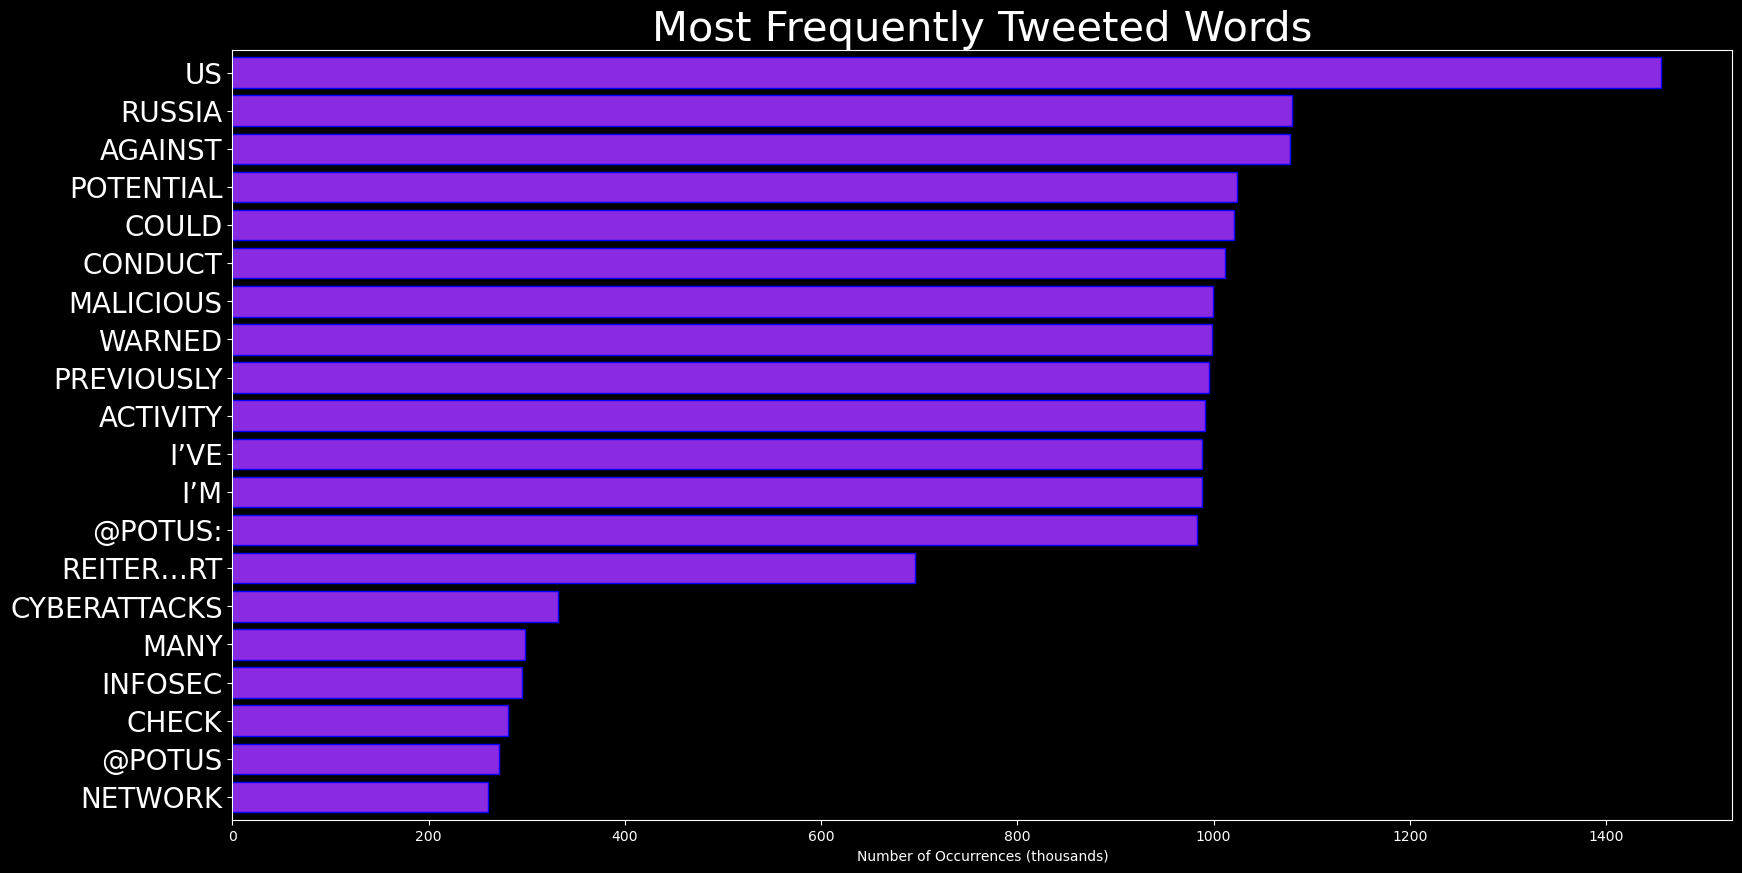 Most Frequently Tweeted Words
US
RUSSIA
AGAINST
POTENTIAL
COULD
CONDUCT
MALICIOUS
WARNED
PREVIOUSLY
ACTIVITY
I’VE
I’M
@POTUS:
REITER…RT
CYBERATTACKS
MANY
INFOSEC
CHECK
@POTUS
NETWORK
0 200 400 600 800 1000 1200 1400
Number of Occurrences (thousands)